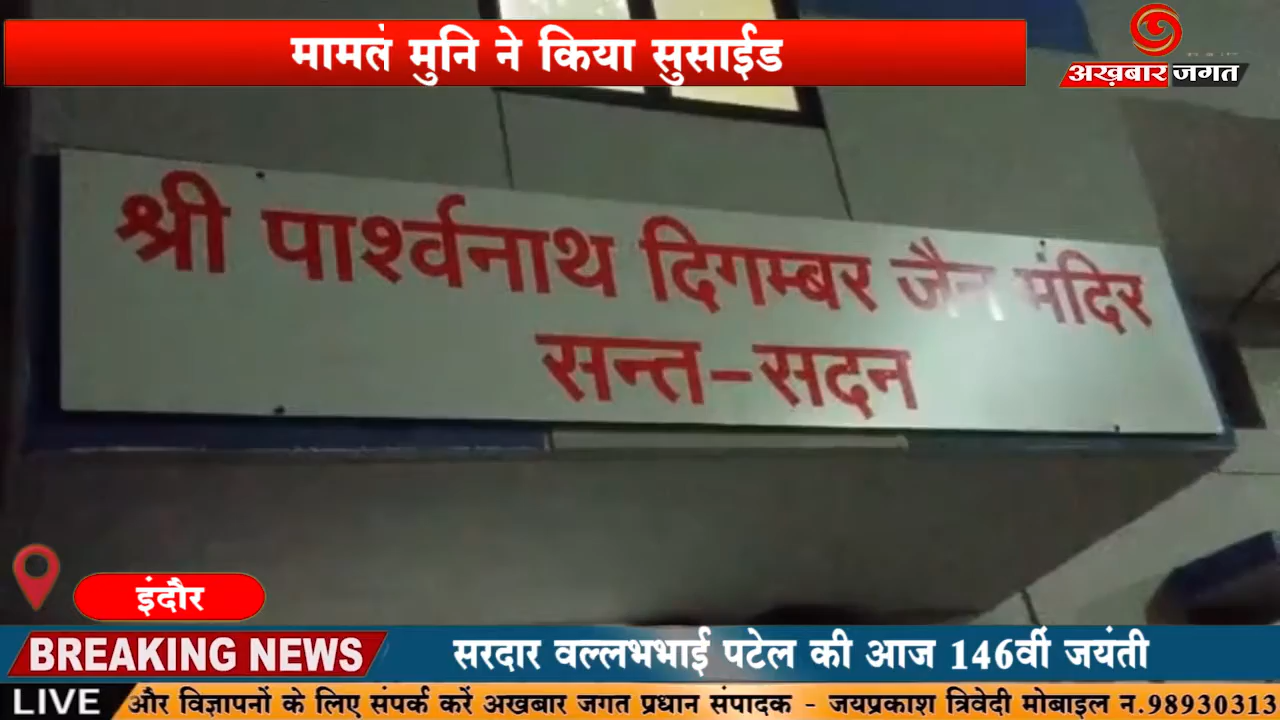 मामलं मुनि ने किया सुसाईड
अख़बार जगत
श्री पार्श्वनाथ दिगम्बर जैन मंदिर
सन्त-सदन
इंदौर
BREAKING NEWS
सरदार वल्लभभाई पटेल की आज 146वीं जयंती
LIVE
और विज्ञापनों के लिए संपर्क करें अखबार जगत प्रधान संपादक - जयप्रकाश त्रिवेदी मोबाइल न.98930313